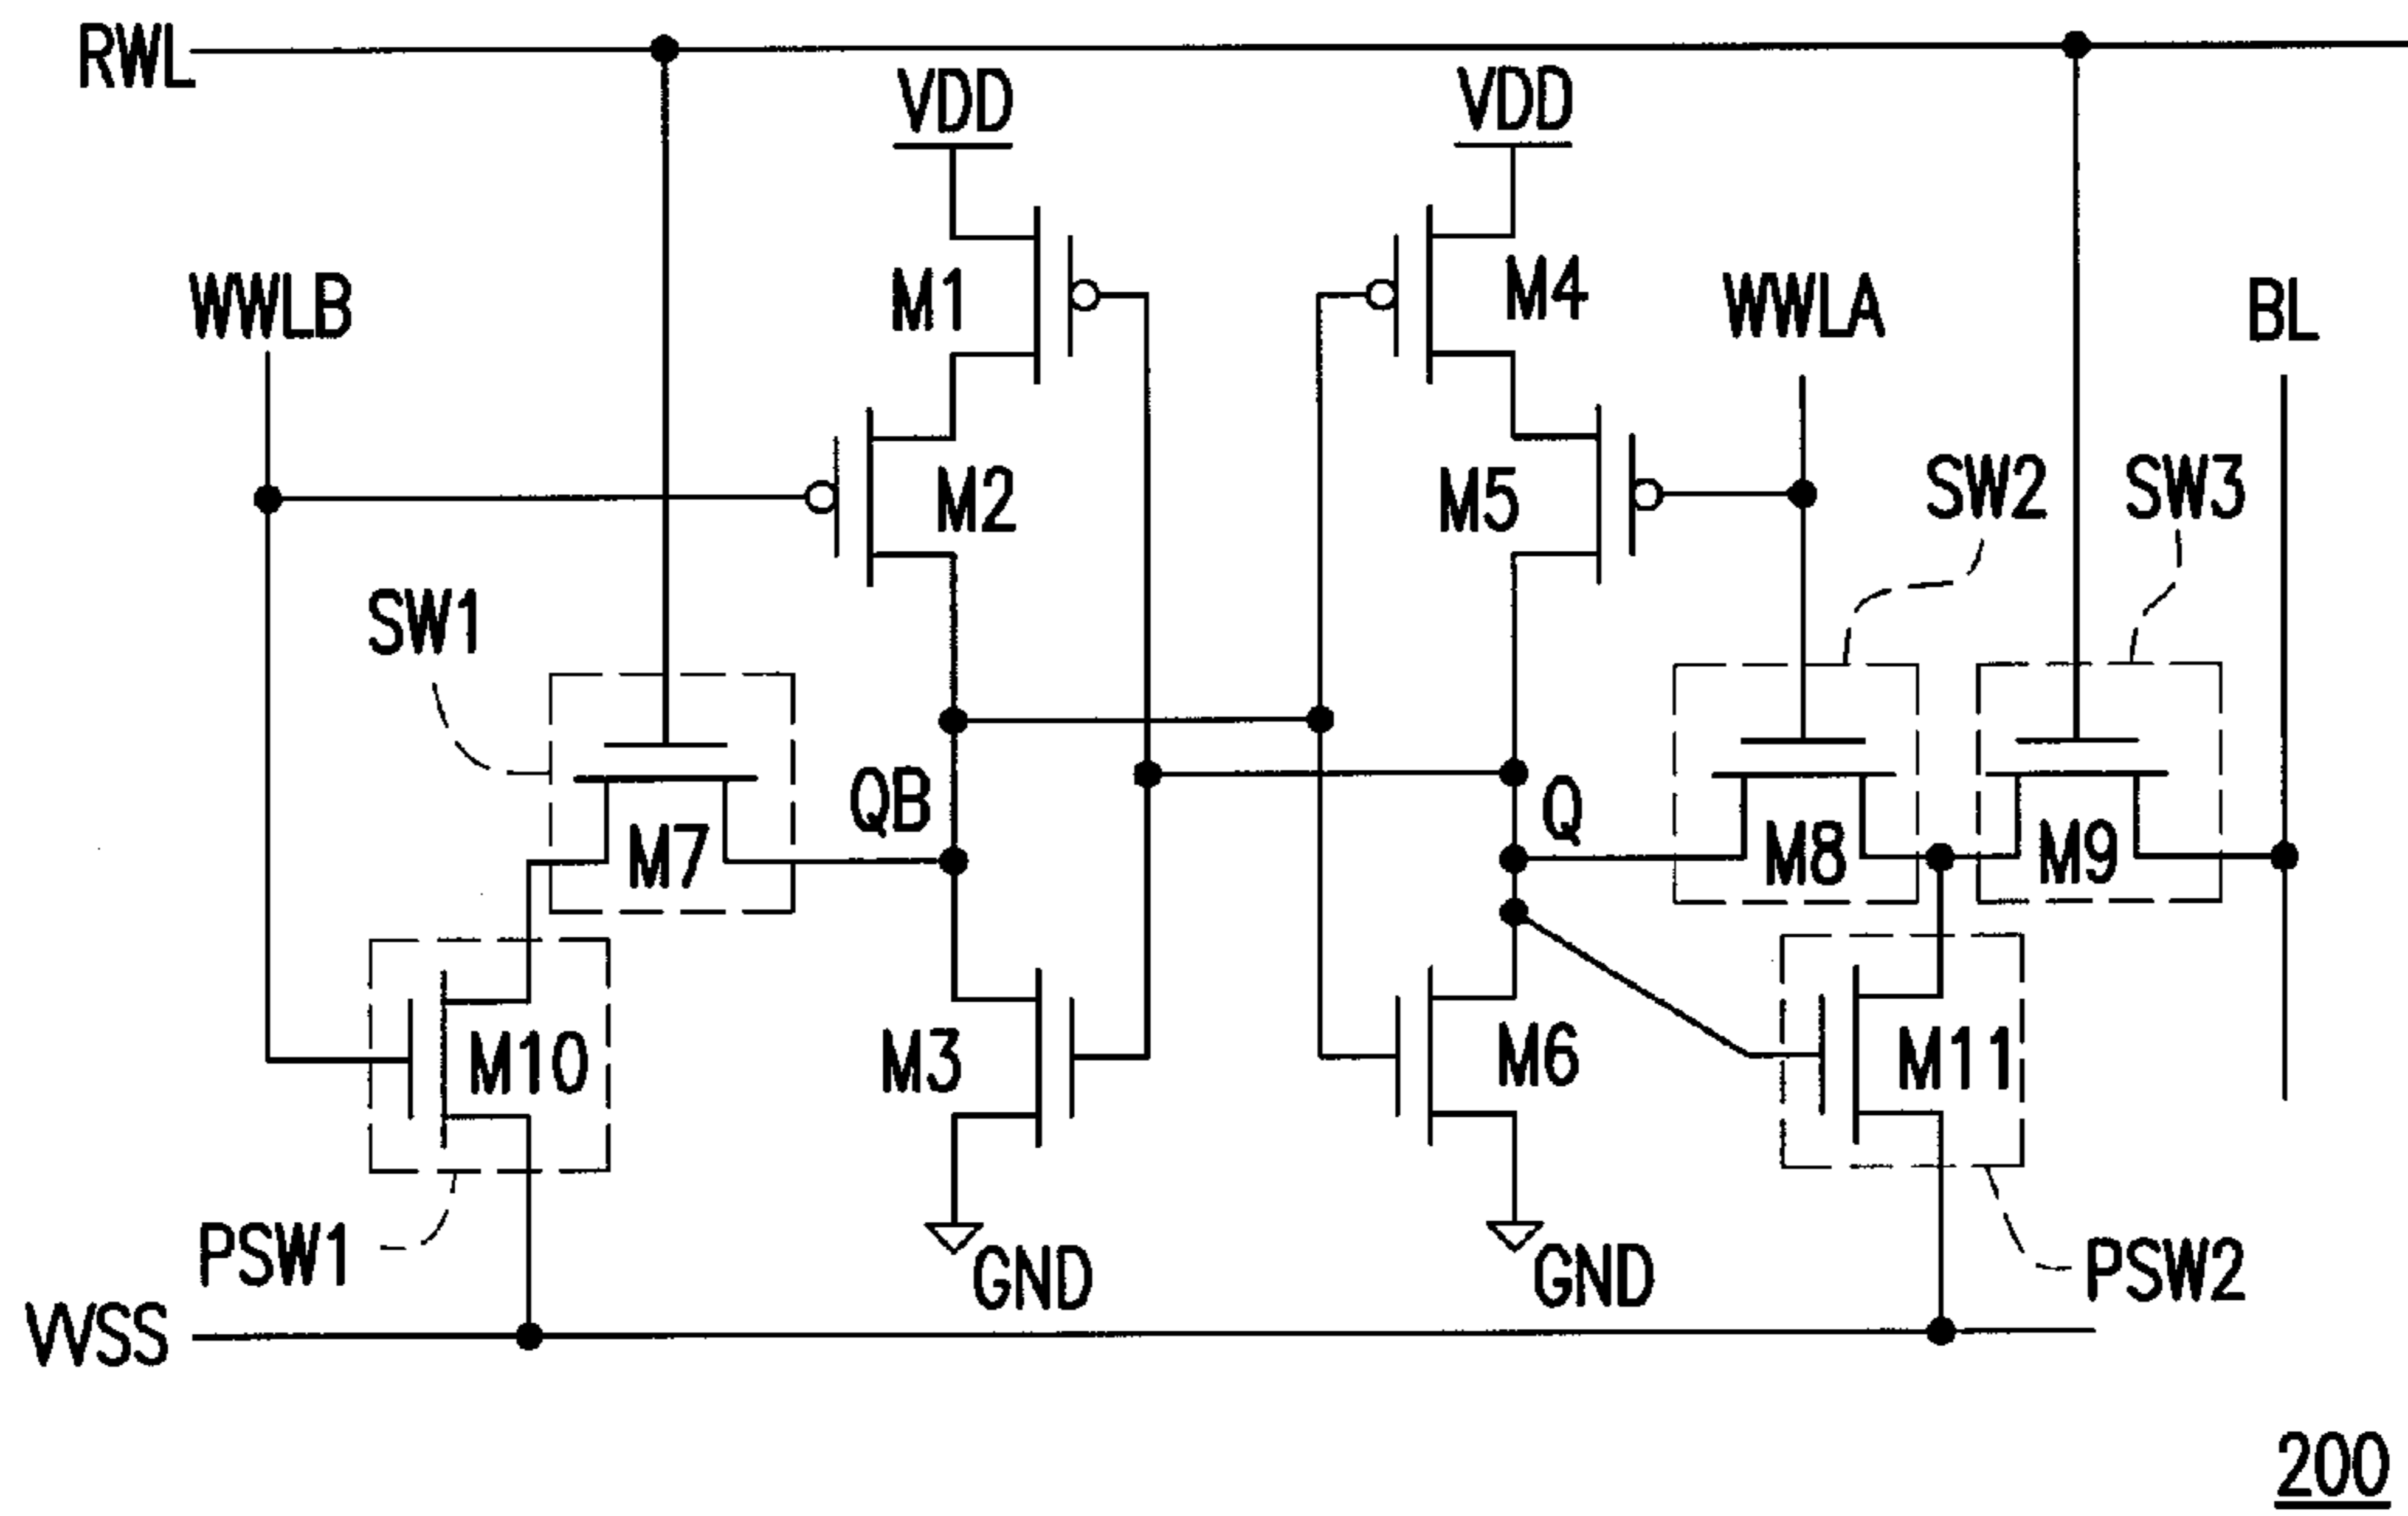 RWL
VDD
VDD
WWLB
M1
M4
WWLA
BL
M2
M5
SW2
SW3
SW1
QB
Q
M7
M8
M9
M10
M3
M6
M11
PSW1
GND
GND
PSW2
VVSS
200